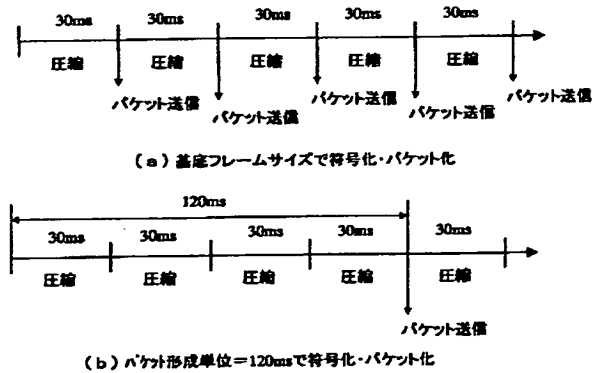 30ms 30ms 30ms 30ms 30ms
圧縮 圧縮 圧縮 圧縮 圧縮
パケット送信 パケット送信 パケット送信 パケット送信 パケット送信
(a)基底フレームサイズで符号化・パケット化
120ms
30ms 30ms 30ms 30ms 30ms
圧縮 圧縮 圧縮 圧縮 圧縮
パケット送信
(b)パケット形成単位=120msで符号化・パケット化